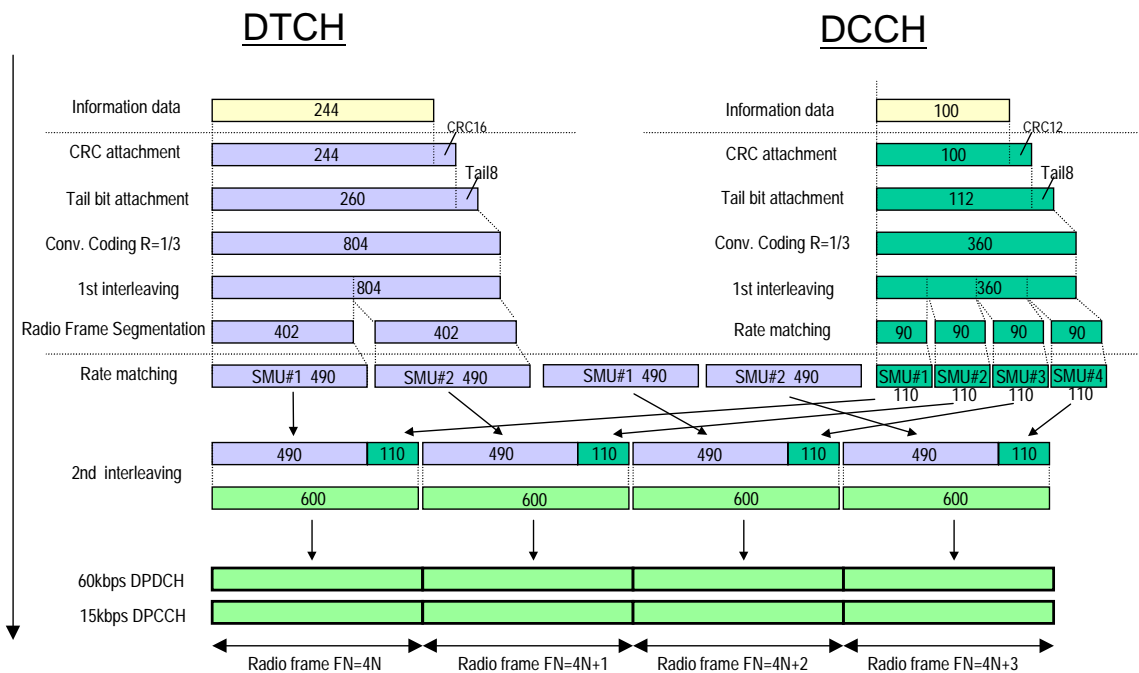 DTCH
DCCH
Information data
244
Information data
100
CRC16
CRC12
CRC attachment
244
CRC attachment
100
Tail8
Tail8
Tail bit attachment
260
Tail bit attachment
112
Conv. Coding R=1/3
804
Conv. Coding R=1/3
360
1st interleaving
804
1st interleaving
360
Radio Frame Segmentation
402
402
Rate matching
90
90
90
90
Rate matching
SMU#1 490
SMU#2 490
SMU#1 490
SMU#2 490
SMU#1
SMU#2
SMU#3
SMU#4
110
110
110
110
2nd interleaving
490
110
490
110
490
110
490
110
600
600
600
600
60kbps DPDCH
15kbps DPCCH
Radio frame FN=4N
Radio frame FN=4N+1
Radio frame FN=4N+2
Radio frame FN=4N+3